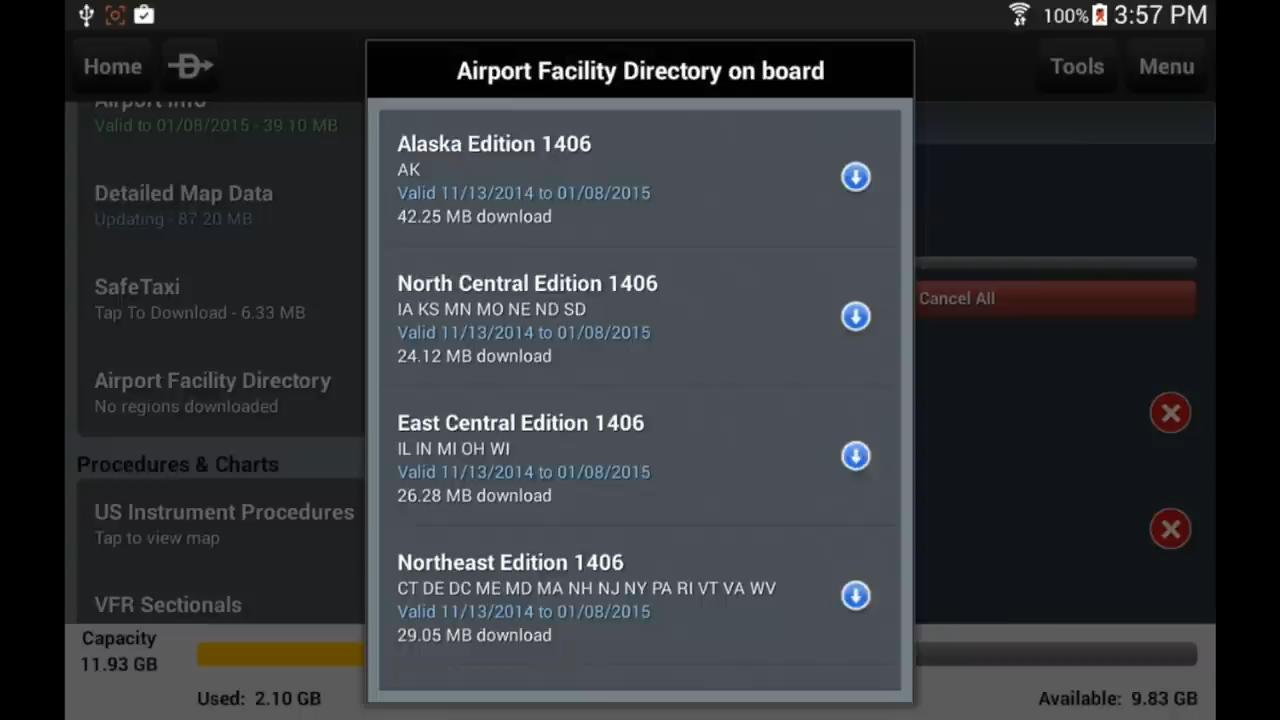 100% 3:57 PM
Home
Tools
Menu
Airport Facility Directory on board
Airport Info
Valid to 01/08/2015 - 39.10 MB
Detailed Map Data
Updating - 87.20 MB
SafeTaxi
Tap To Download - 6.33 MB
Airport Facility Directory
No regions downloaded
Procedures & Charts
US Instrument Procedures
Tap to view map
VFR Sectionals
Alaska Edition 1406
AK
Valid 11/13/2014 to 01/08/2015
42.25 MB download
North Central Edition 1406
IA KS MN MO NE ND SD
Valid 11/13/2014 to 01/08/2015
24.12 MB download
East Central Edition 1406
IL IN MI OH WI
Valid 11/13/2014 to 01/08/2015
26.28 MB download
Northeast Edition 1406
CT DE DC ME MD MA NH NJ NY PA RI VT VA WV
Valid 11/13/2014 to 01/08/2015
29.05 MB download
Cancel All
Capacity
11.93 GB
Used: 2.10 GB
Available: 9.83 GB